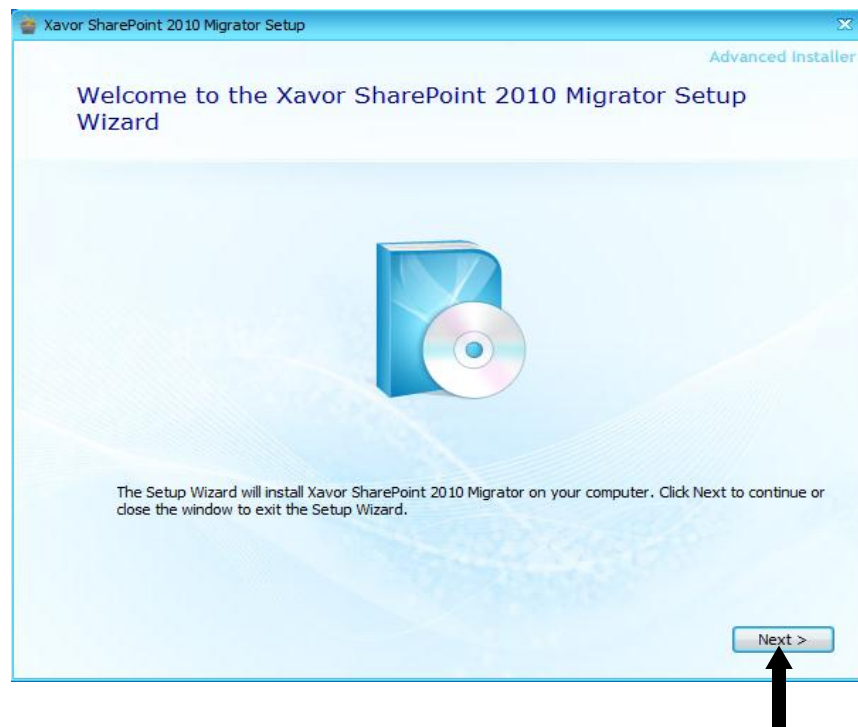 Xavor SharePoint 2010 Migrator Setup
Advanced Installer
Welcome to the Xavor SharePoint 2010 Migrator Setup
Wizard
The Setup Wizard will install Xavor SharePoint 2010 Migrator on your computer. Click Next to continue or
close the window to exit the Setup Wizard.
Next >